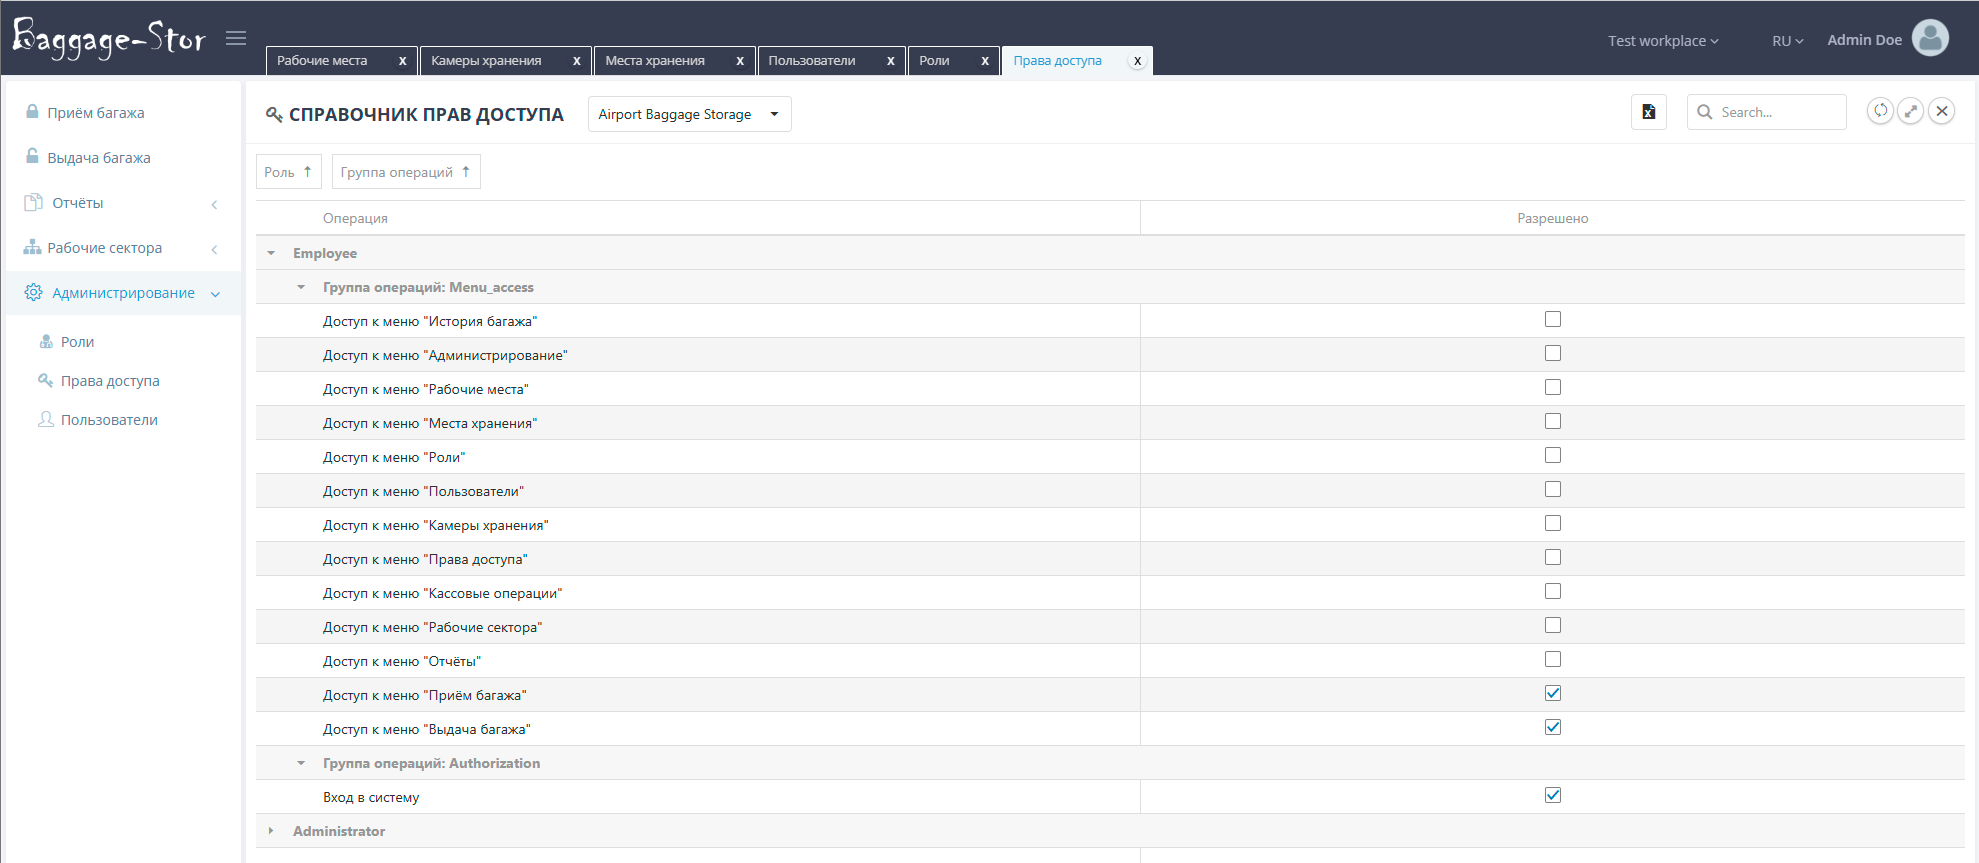 Baggage-Stor
Рабочие места x Камеры хранения x Места хранения x Пользователи x Роли x Права доступа x
Test workplace RU Admin Doe
Приём багажа
Выдача багажа
Отчёты
Рабочие сектора
Администрирование
Роли
Права доступа
Пользователи
СПРАВОЧНИК ПРАВ ДОСТУПА Airport Baggage Storage Search...
Роль ↑ Группа операций ↑
Операция Разрешено
Employee
Группа операций: Menu_access
Доступ к меню "История багажа"
Доступ к меню "Администрирование"
Доступ к меню "Рабочие места"
Доступ к меню "Места хранения"
Доступ к меню "Роли"
Доступ к меню "Пользователи"
Доступ к меню "Камеры хранения"
Доступ к меню "Права доступа"
Доступ к меню "Кассовые операции"
Доступ к меню "Рабочие сектора"
Доступ к меню "Отчёты"
Доступ к меню "Приём багажа"
Доступ к меню "Выдача багажа"
Группа операций: Authorization
Вход в систему
Administrator